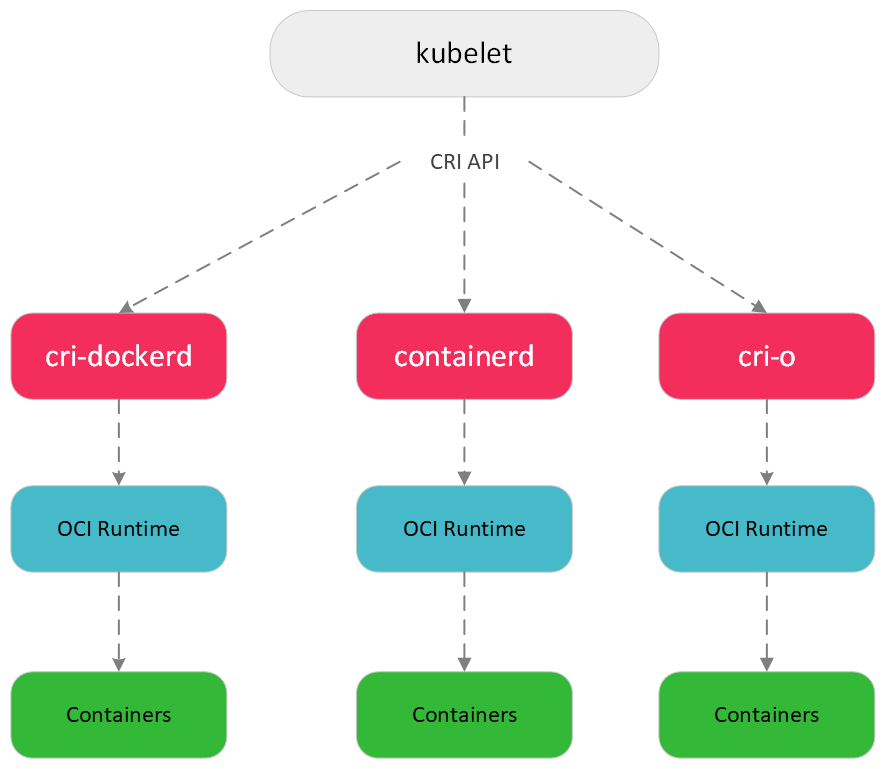 kubelet
CRI API
cri-dockerd
containerd
cri-o
OCI Runtime
OCI Runtime
OCI Runtime
Containers
Containers
Containers